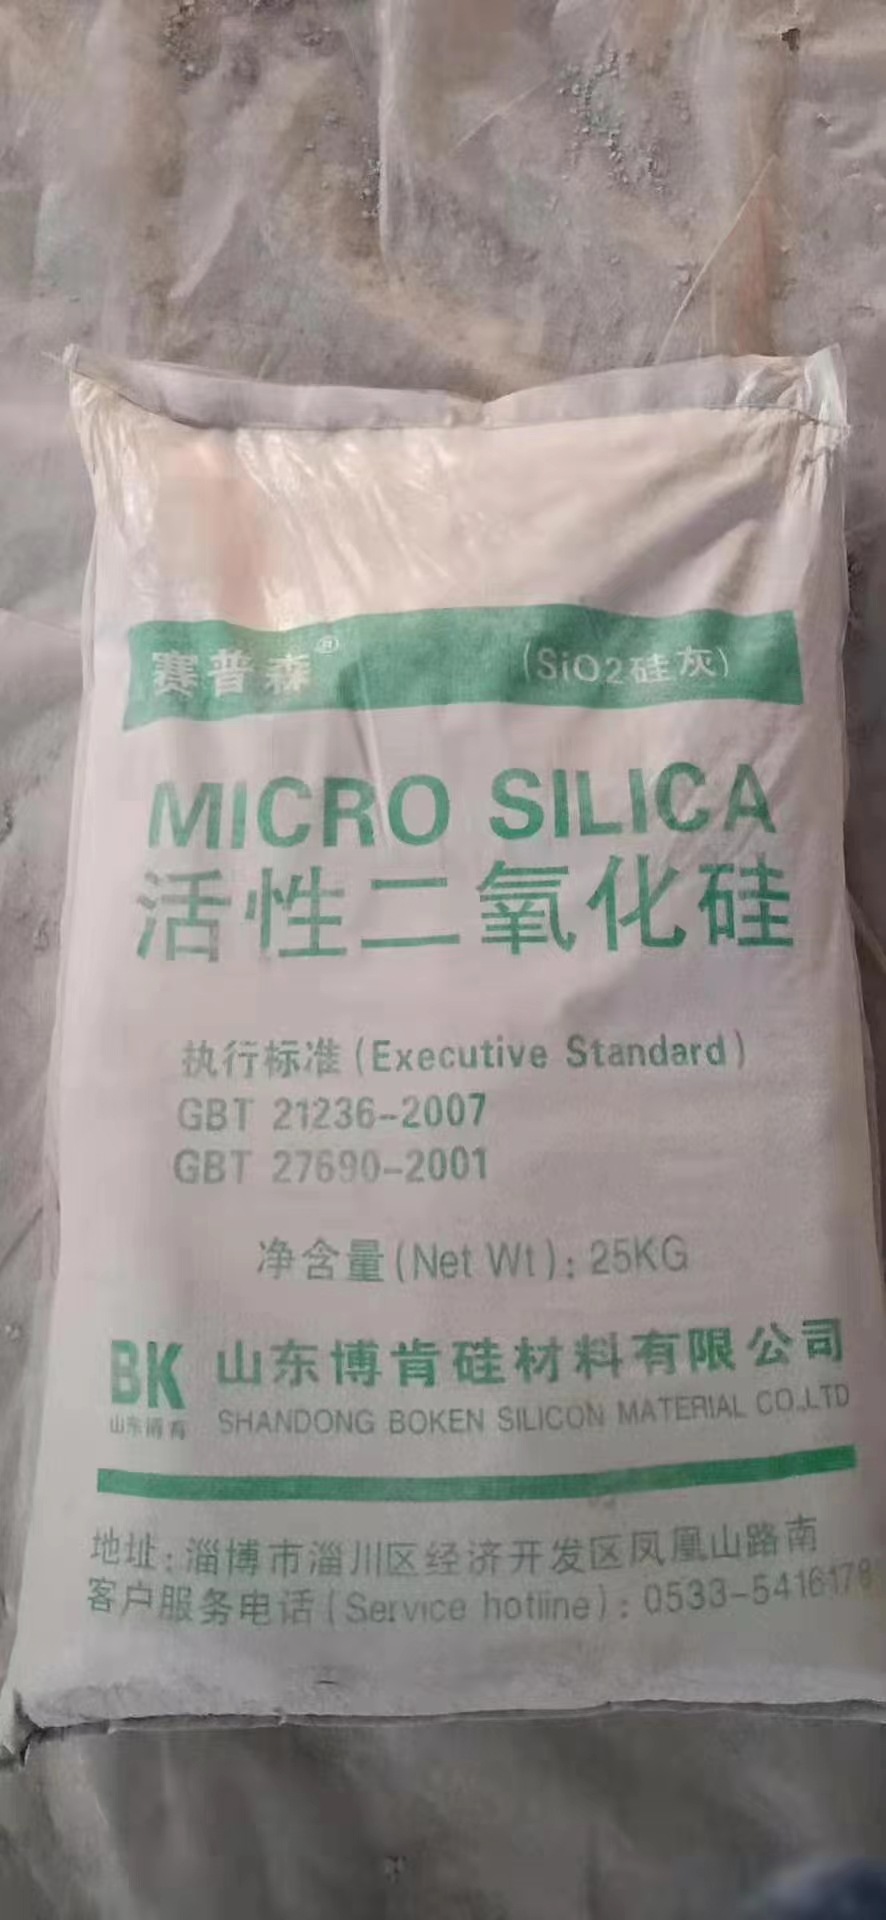 赛普森®
(SiO2硅灰)
MICRO SILICA
活性二氧化硅
执行标准(Executive Standard)
GBT 21236-2007
GBT 27690-2001
净含量(Net Wt): 25KG
BK
山东博肯
山东博肯硅材料有限公司
SHANDONG BOKEN SILICON MATERIAL CO.,LTD
地址:淄博市淄川区经济开发区凤凰山路南
客户服务电话(Service hotline):